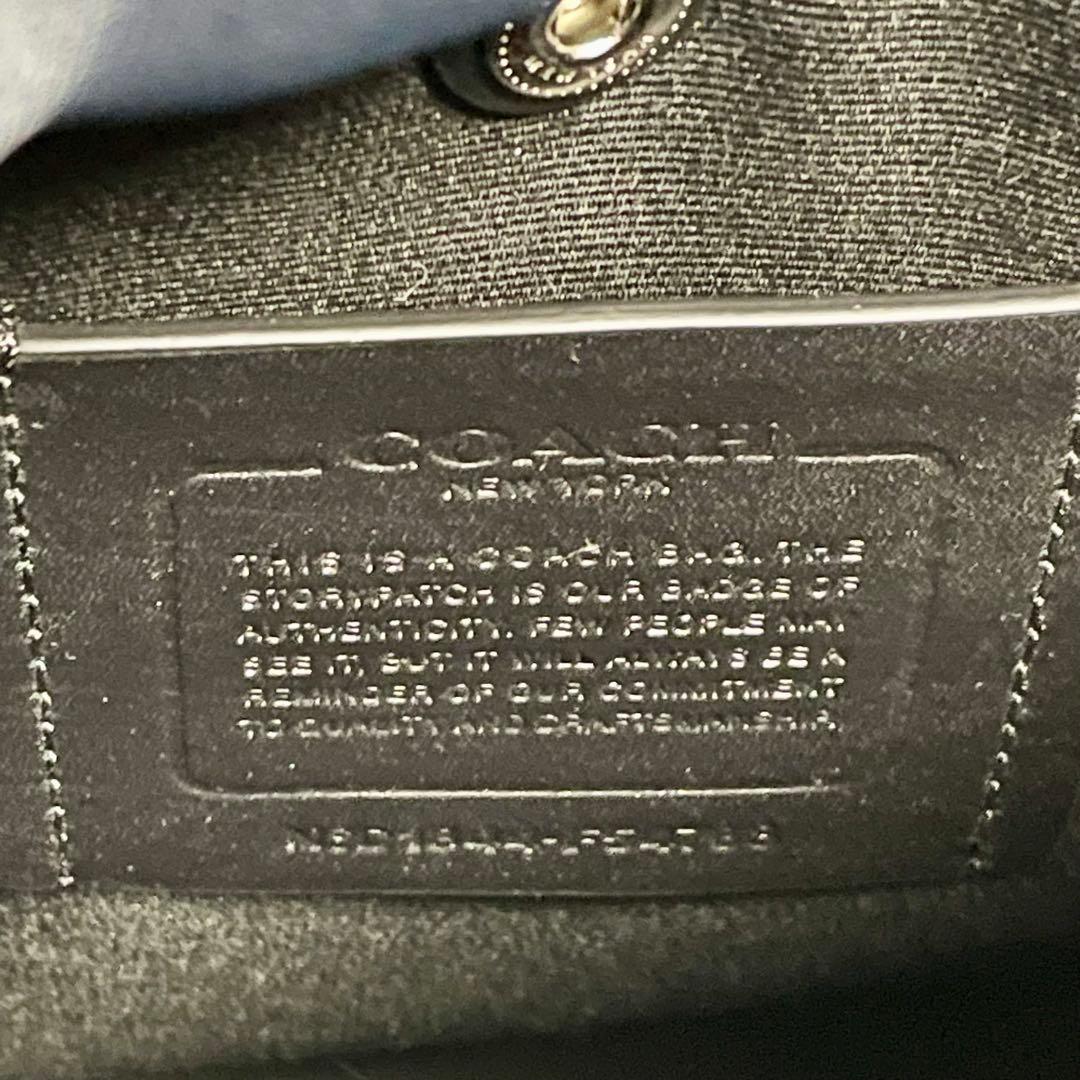 COACH
NEW YORK
THIS IS A COACH BAG. THE
STORYPATCH IS OUR BADGE OF
AUTHENTICITY. FEW PEOPLE MAY
SEE IT, BUT IT WILL ALWAYS BE A
REMINDER OF OUR COMMITMENT
TO QUALITY AND CRAFTSMANSHIP.